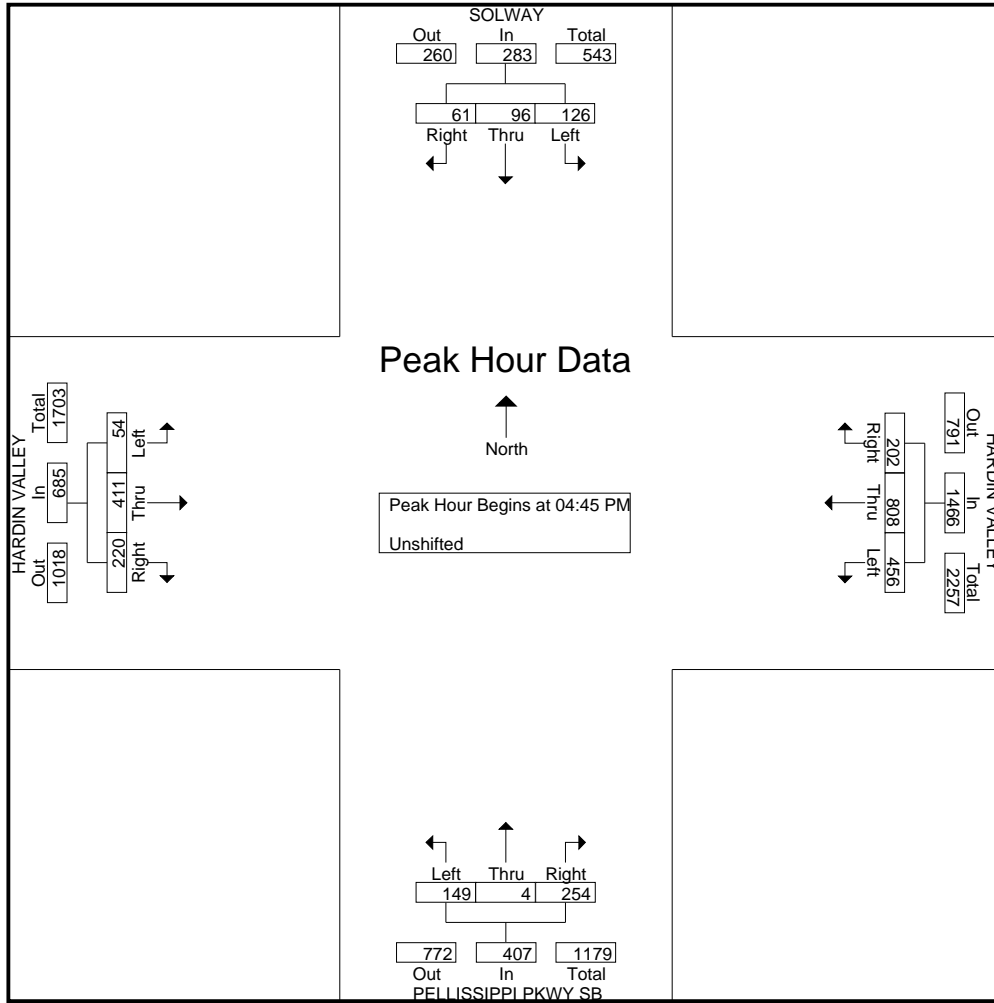 SOLWAY
Out In Total
260 283 543
61 96 126
Right Thru Left
Peak Hour Data
North
Peak Hour Begins at 04:45 PM
Unshifted
HARDIN VALLEY
Total In Out
1703 685 1018
54 411 220
Left Thru Right
HARDIN VALLEY
Out In Total
791 1466 2257
202 808 456
Right Thru Left
Left Thru Right
149 4 254
772 407 1179
Out In Total
PELLISSIPPI PKWY SB